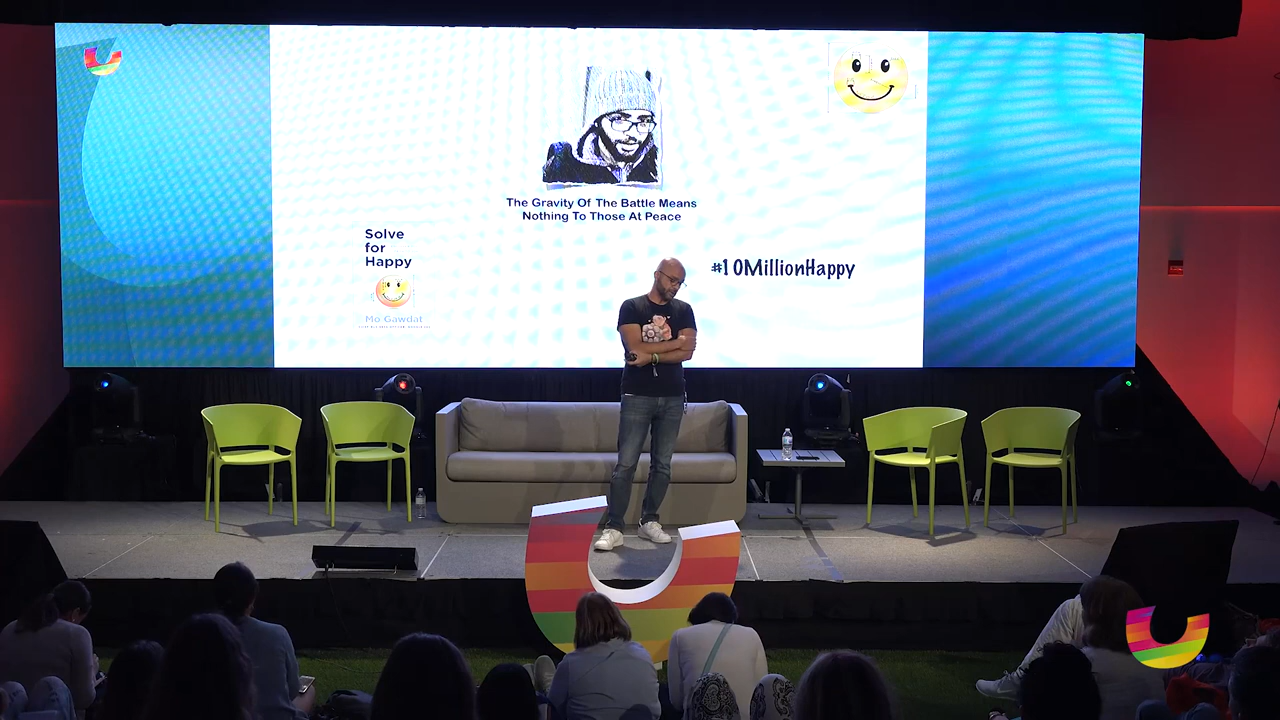 The Gravity Of The Battle Means
Nothing To Those At Peace
Solve
for
Happy
Mo Gawdat
#10MillionHappy